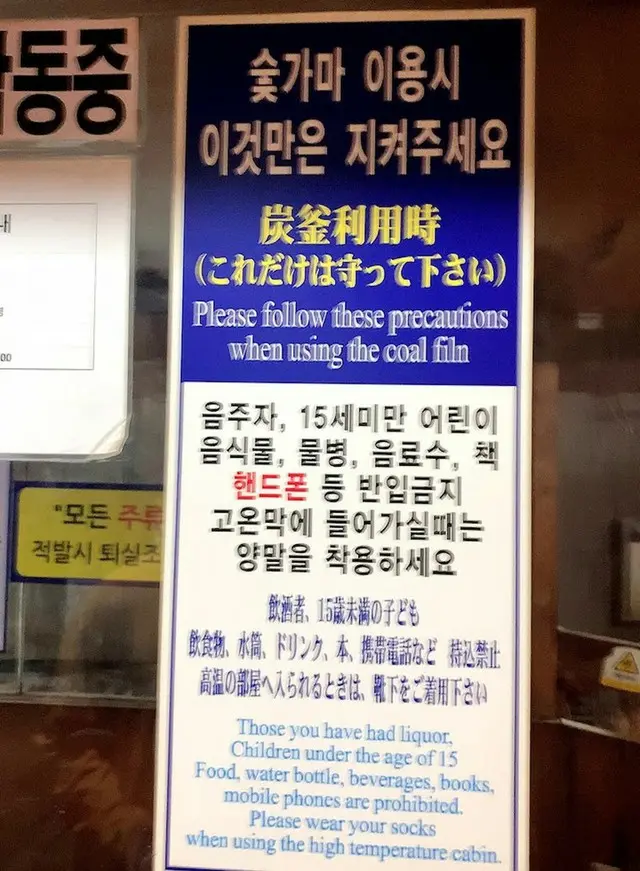 동중
숯가마 이용시
이것만은 지켜주세요
炭釜利用時
(これだけは守って下さい)
Please follow these precautions
when using the coal filn
음주자, 15세미만 어린이
음식물, 물병, 음료수, 책
핸드폰 등 반입금지
고온막에 들어가실때는
양말을 착용하세요
飲酒者、15歳未満の子ども
飲食物、水筒、ドリンク、本、携帯電話など 持込禁止
高温の部屋へ入られるときは、靴下をご着用下さい
Those you have had liquor,
Children under the age of 15
Food, water bottle, beverages, books,
mobile phones are prohibited.
Please wear your socks
when using the high temperature cabin.
내
00
"모든 주류
적발시 퇴실조